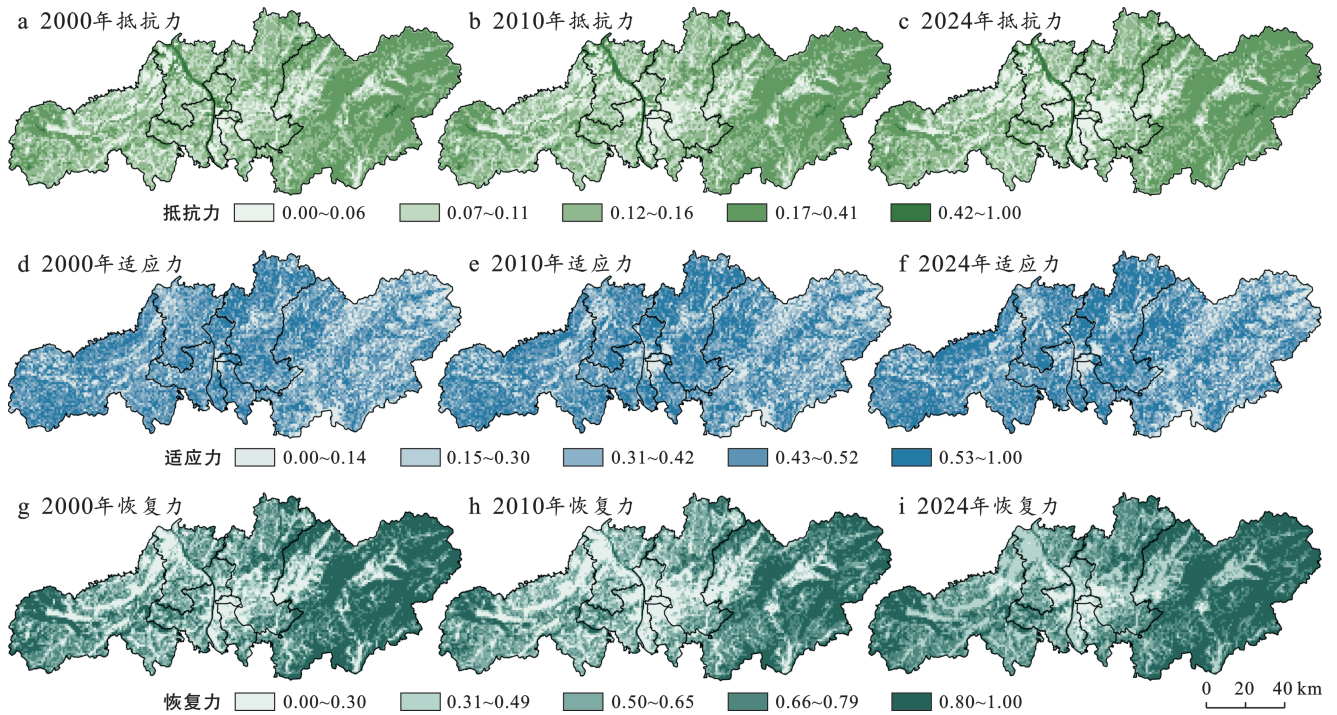 a 2000年抵抗力
b 2010年抵抗力
c 2024年抵抗力
抵抗力 0.00~0.06 0.07~0.11 0.12~0.16 0.17~0.41 0.42~1.00
d 2000年适应力
e 2010年适应力
f 2024年适应力
适应力 0.00~0.14 0.15~0.30 0.31~0.42 0.43~0.52 0.53~1.00
g 2000年恢复力
h 2010年恢复力
i 2024年恢复力
恢复力 0.00~0.30 0.31~0.49 0.50~0.65 0.66~0.79 0.80~1.00
0 20 40 km